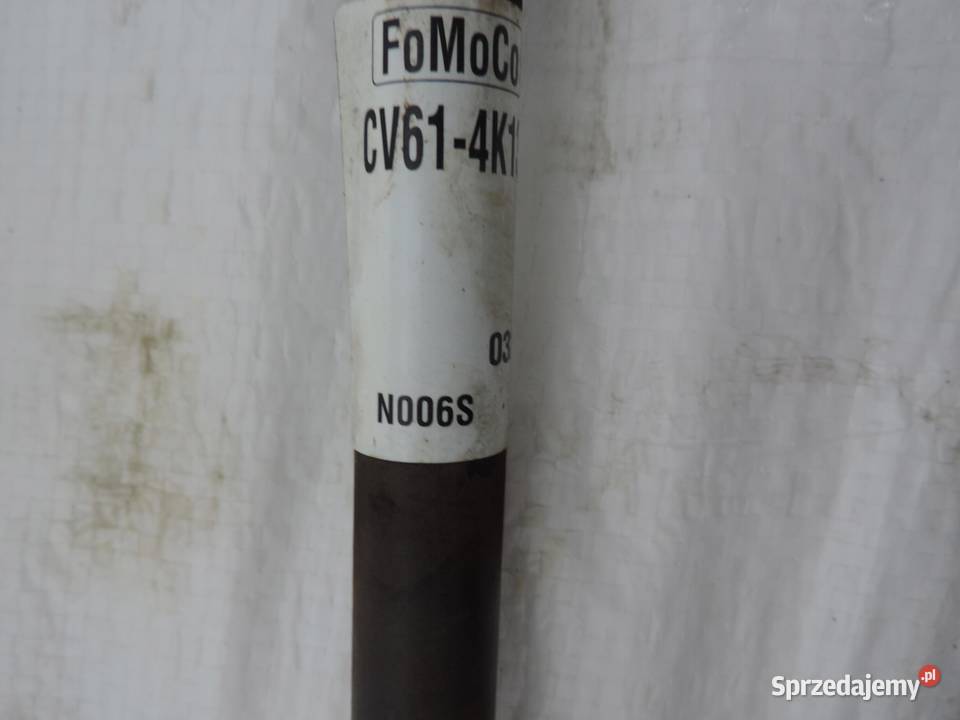 FoMoCo
CV61-4K1
03
N006S
Sprzedajemy.pl